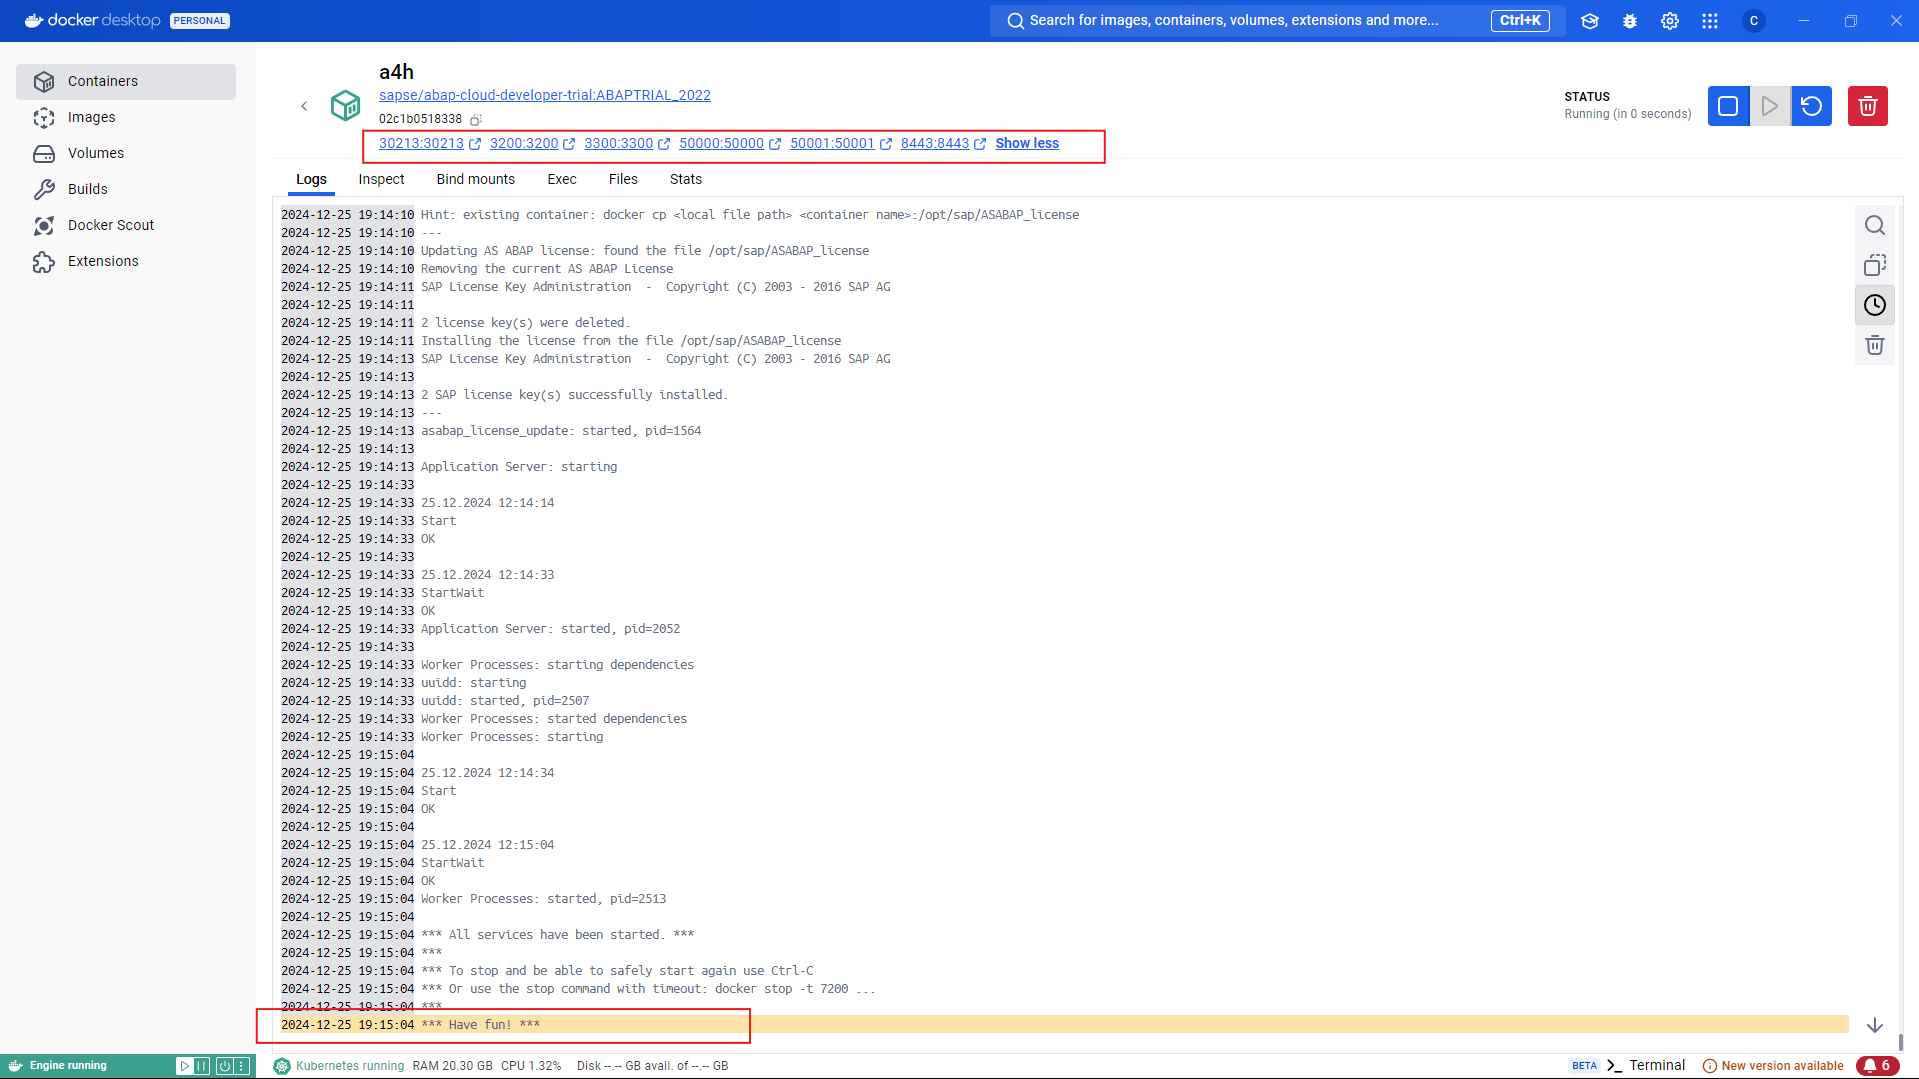 docker desktop PERSONAL
Search for images, containers, volumes, extensions and more... Ctrl+K
C
Containers
Images
Volumes
Builds
Docker Scout
Extensions
a4h
sapse/abap-cloud-developer-trial:ABAPTRIAL_2022
02c1b0518338
30213:30213 3200:3200 3300:3300 50000:50000 50001:50001 8443:8443 Show less
STATUS
Running (in 0 seconds)
Logs Inspect Bind mounts Exec Files Stats
2024-12-25 19:14:10 Hint: existing container: docker cp <local file path> <container name>:/opt/sap/ASABAP_license
2024-12-25 19:14:10 ---
2024-12-25 19:14:10 Updating AS ABAP license: found the file /opt/sap/ASABAP_license
2024-12-25 19:14:10 Removing the current AS ABAP License
2024-12-25 19:14:11 SAP License Key Administration  -  Copyright (C) 2003 - 2016 SAP AG
2024-12-25 19:14:11
2024-12-25 19:14:11 2 license key(s) were deleted.
2024-12-25 19:14:11 Installing the license from the file /opt/sap/ASABAP_license
2024-12-25 19:14:13 SAP License Key Administration  -  Copyright (C) 2003 - 2016 SAP AG
2024-12-25 19:14:13
2024-12-25 19:14:13 2 SAP license key(s) successfully installed.
2024-12-25 19:14:13 ---
2024-12-25 19:14:13 asabap_license_update: started, pid=1564
2024-12-25 19:14:13
2024-12-25 19:14:13 Application Server: starting
2024-12-25 19:14:33
2024-12-25 19:14:33 25.12.2024 12:14:14
2024-12-25 19:14:33 Start
2024-12-25 19:14:33 OK
2024-12-25 19:14:33
2024-12-25 19:14:33 25.12.2024 12:14:33
2024-12-25 19:14:33 StartWait
2024-12-25 19:14:33 OK
2024-12-25 19:14:33 Application Server: started, pid=2052
2024-12-25 19:14:33
2024-12-25 19:14:33 Worker Processes: starting dependencies
2024-12-25 19:14:33 uuidd: starting
2024-12-25 19:14:33 uuidd: started, pid=2507
2024-12-25 19:14:33 Worker Processes: started dependencies
2024-12-25 19:14:33 Worker Processes: starting
2024-12-25 19:15:04
2024-12-25 19:15:04 25.12.2024 12:14:34
2024-12-25 19:15:04 Start
2024-12-25 19:15:04 OK
2024-12-25 19:15:04
2024-12-25 19:15:04 25.12.2024 12:15:04
2024-12-25 19:15:04 StartWait
2024-12-25 19:15:04 OK
2024-12-25 19:15:04 Worker Processes: started, pid=2513
2024-12-25 19:15:04
2024-12-25 19:15:04 *** All services have been started. ***
2024-12-25 19:15:04 ***
2024-12-25 19:15:04 *** To stop and be able to safely start again use Ctrl-C
2024-12-25 19:15:04 *** Or use the stop command with timeout: docker stop -t 7200 ...
2024-12-25 19:15:04 ***
2024-12-25 19:15:04 *** Have fun! ***
Engine running
Kubernetes running RAM 20.30 GB CPU 1.32% Disk --.-- GB avail. of --.-- GB
BETA >_ Terminal New version available 6